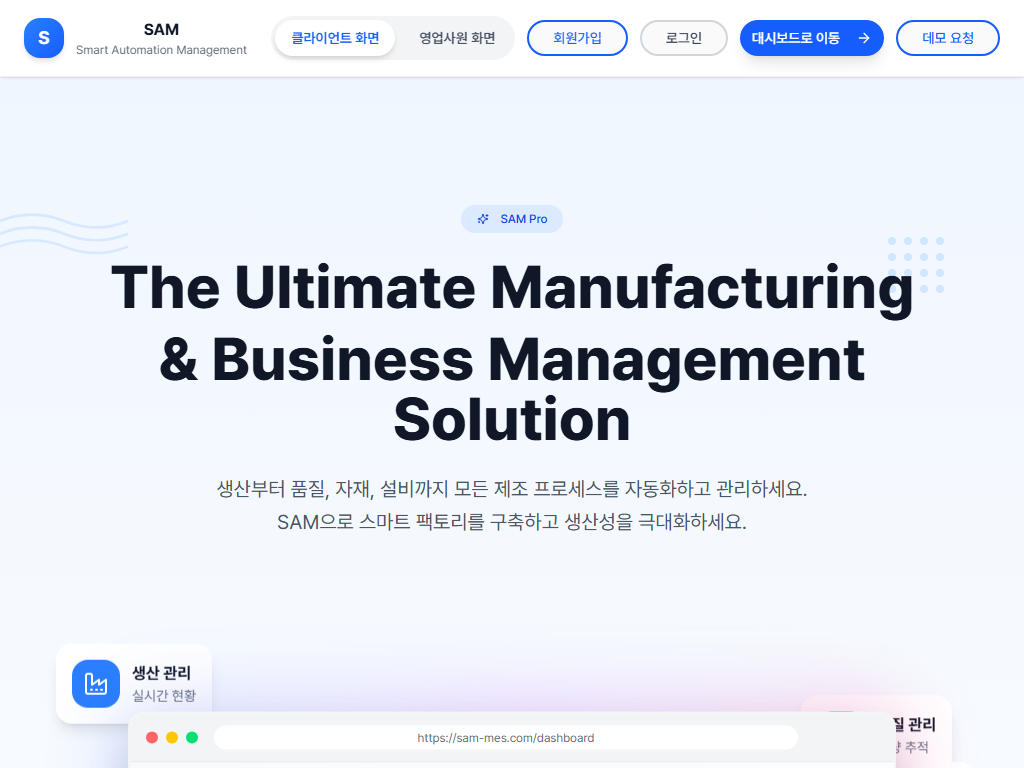 S
SAM
Smart Automation Management
클라이언트 화면
영업사원 화면
회원가입
로그인
대시보드로 이동
데모 요청
SAM Pro
The Ultimate Manufacturing
& Business Management
Solution
생산부터 품질, 자재, 설비까지 모든 제조 프로세스를 자동화하고 관리하세요.
SAM으로 스마트 팩토리를 구축하고 생산성을 극대화하세요.
생산 관리
실시간 현황
질 관리
추적
https://sam-mes.com/dashboard